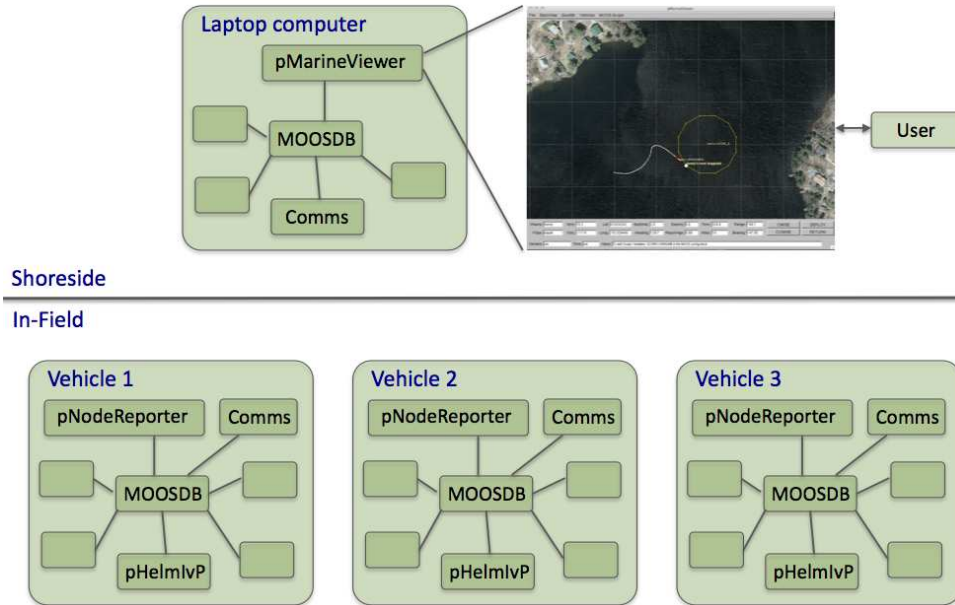 Laptop computer
pMarineViewer
MOOSDB
Comms
User
Shoreside
In-Field
Vehicle 1
pNodeReporter
Comms
MOOSDB
pHelmIvP
Vehicle 2
pNodeReporter
Comms
MOOSDB
pHelmIvP
Vehicle 3
pNodeReporter
Comms
MOOSDB
pHelmIvP